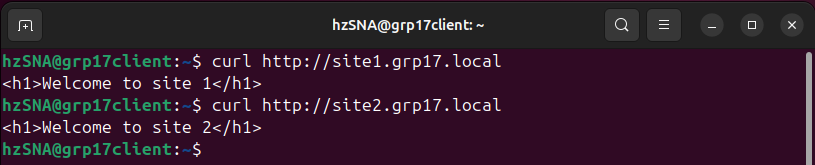 hzSNA@grp17client: ~
hzSNA@grp17client:~$ curl http://site1.grp17.local
<h1>Welcome to site 1</h1>
hzSNA@grp17client:~$ curl http://site2.grp17.local
<h1>Welcome to site 2</h1>
hzSNA@grp17client:~$